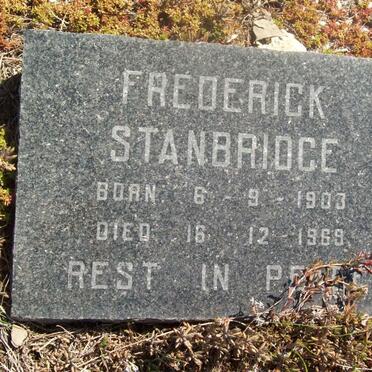 FREDERICK
STANBRIDGE
BORN 6 - 9 - 1903
DIED 16 12 - 1969
REST IN